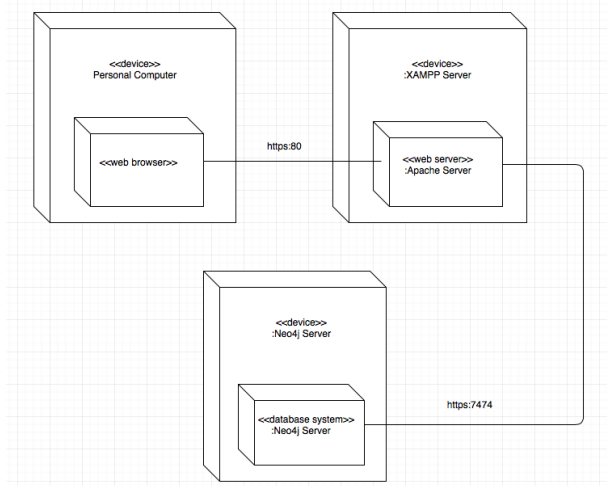 <<device>>
Personal Computer
<<web browser>>
https:80
<<device>>
:XAMPP Server
<<web server>>
:Apache Server
<<device>>
:Neo4j Server
<<database system>>
:Neo4j Server
https:7474